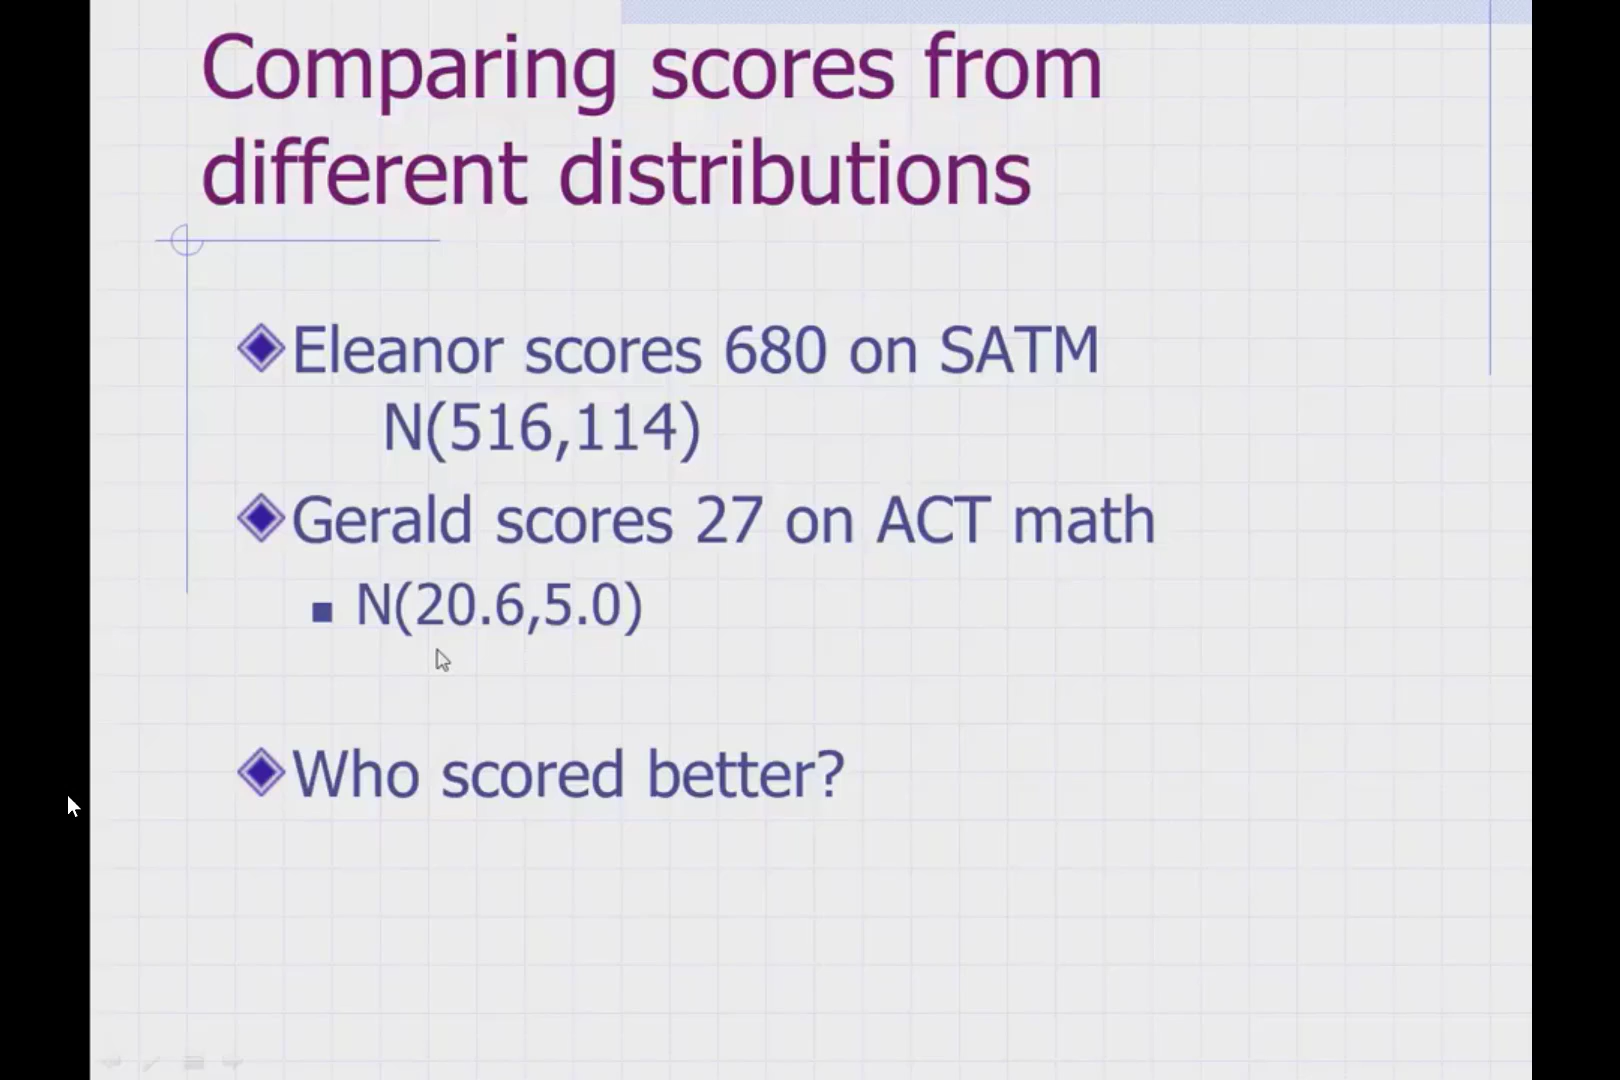 Comparing scores from
different distributions
Eleanor scores 680 on SATM
N(516,114)
Gerald scores 27 on ACT math
N(20.6,5.0)
Who scored better?